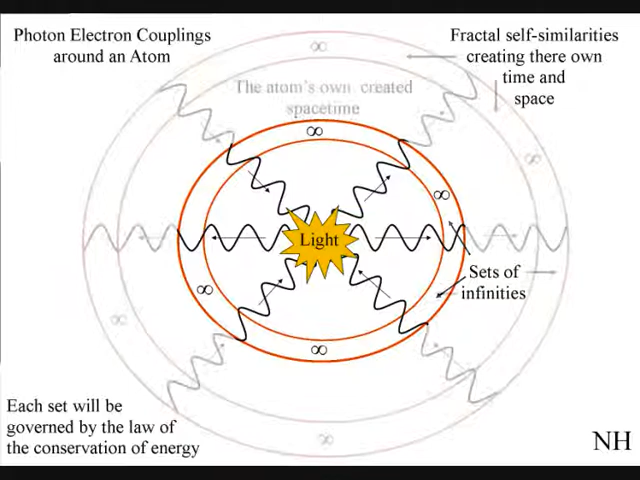 Photon Electron Couplings
around an Atom
Fractal self-similarities
creating there own
time and
space
∞
The atom's own created
spacetime
∞
∞
∞
Light
Sets of
infinities
∞
∞
∞
Each set will be
governed by the law of
the conservation of energy
∞
NH